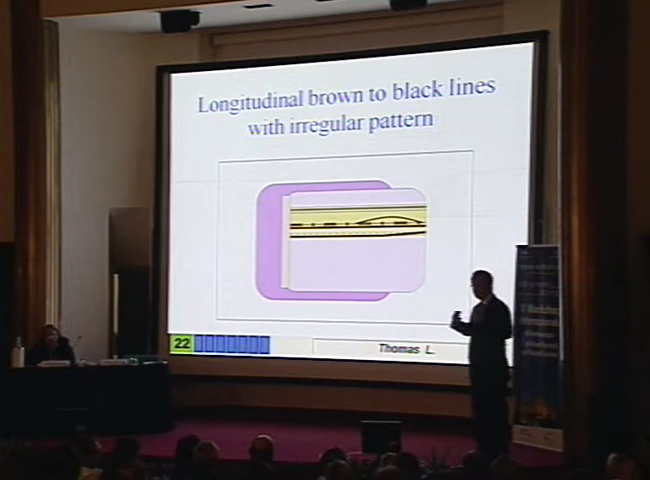 Longitudinal brown to black lines
with irregular pattern
22
Thomas L.